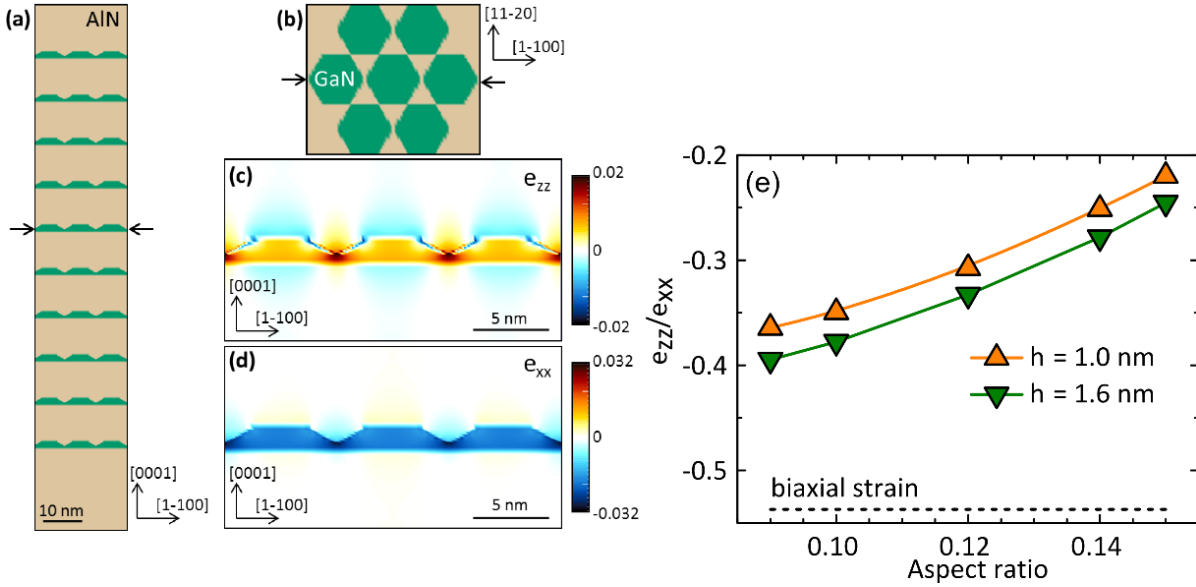 (a)
AlN
10 nm
[0001]
[1-100]
(b)
GaN
[11-20]
[1-100]
(c)
e_zz
0.02
0
-0.02
[0001]
[1-100]
5 nm
(d)
e_xx
0.032
0
-0.032
[0001]
[1-100]
5 nm
(e)
-0.2
-0.3
-0.4
-0.5
e_zz/e_xx
h = 1.0 nm
h = 1.6 nm
biaxial strain
0.10
0.12
0.14
Aspect ratio